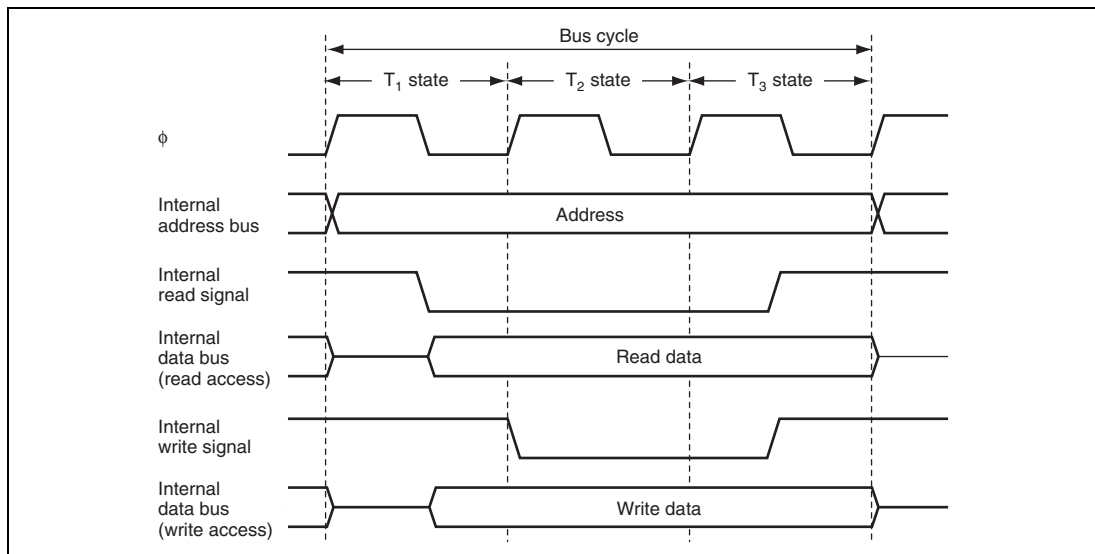 Bus cycle
T₁ state
T₂ state
T₃ state
ϕ
Internal
address bus
Address
Internal
read signal
Internal
data bus
(read access)
Read data
Internal
write signal
Internal
data bus
(write access)
Write data